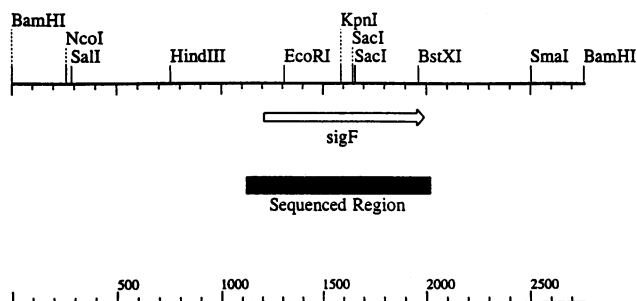 BamHI KpnI
NcoI SacI
SalI HindIII EcoRI SacI BstXI SmaI BamHI
sigF
Sequenced Region
500 1000 1500 2000 2500